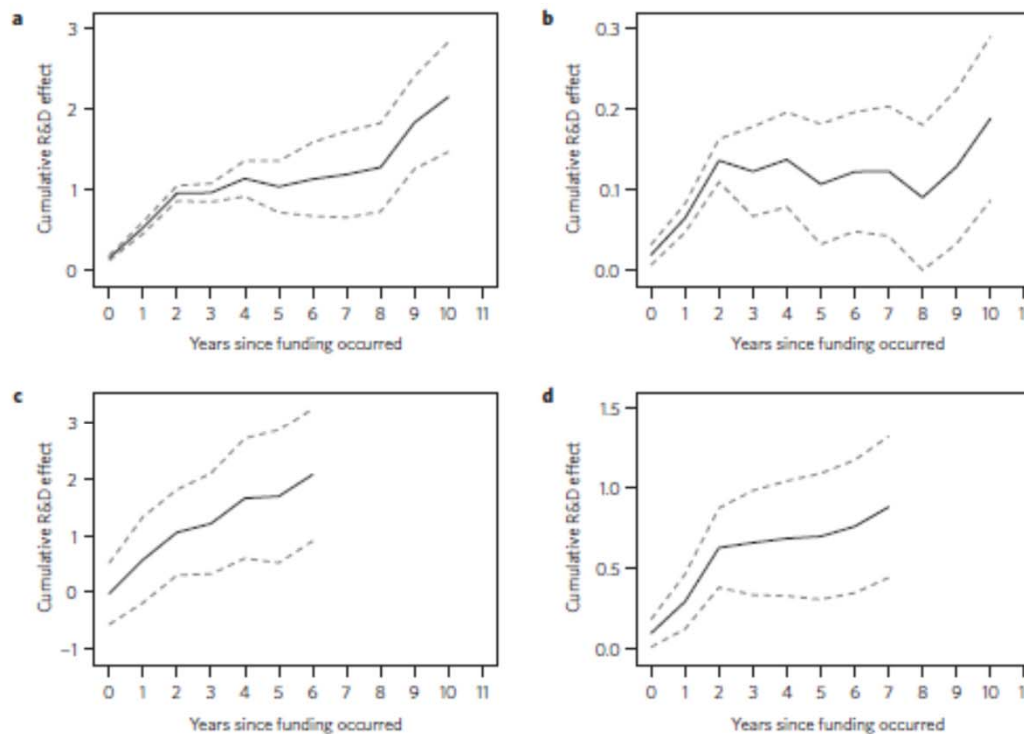 a
Cumulative R&D effect
3
2
1
0
0 1 2 3 4 5 6 7 8 9 10 11
Years since funding occurred
b
Cumulative R&D effect
0.3
0.2
0.1
0.0
0 1 2 3 4 5 6 7 8 9 10
Years since funding occurred
c
Cumulative R&D effect
3
2
1
0
−1
0 1 2 3 4 5 6 7 8 9 10 11
Years since funding occurred
d
Cumulative R&D effect
1.5
1.0
0.5
0.0
0 1 2 3 4 5 6 7 8 9 10
Years since funding occurred